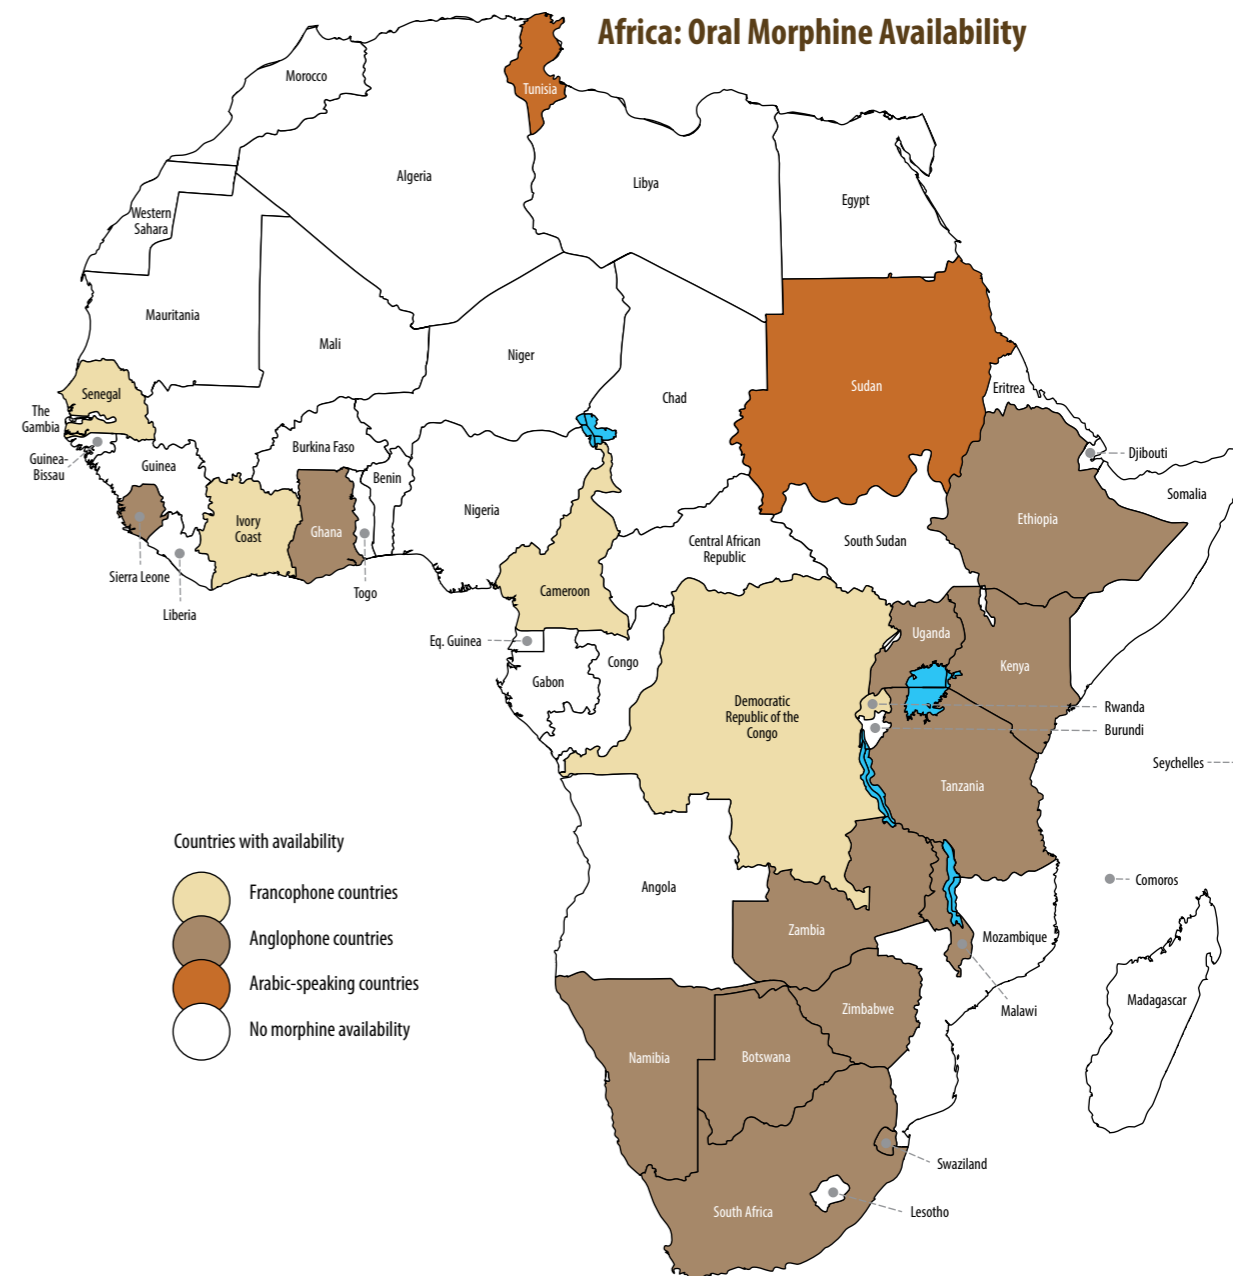 Africa: Oral Morphine Availability
Morocco
Tunisia
Algeria
Libya
Egypt
Western
Sahara
Mauritania
Mali
Niger
Chad
Sudan
Eritrea
Senegal
The
Gambia
Guinea-
Bissau
Guinea
Burkina Faso
Benin
Nigeria
Djibouti
Somalia
Ivory
Coast
Ghana
Ethiopia
Central African
Republic
South Sudan
Sierra Leone
Liberia
Togo
Cameroon
Eq. Guinea
Gabon
Congo
Uganda
Kenya
Democratic
Republic of the
Congo
Rwanda
Burundi
Seychelles
Tanzania
Countries with availability
Francophone countries
Anglophone countries
Arabic-speaking countries
No morphine availability
Angola
Comoros
Zambia
Mozambique
Malawi
Madagascar
Zimbabwe
Namibia
Botswana
Swaziland
South Africa
Lesotho